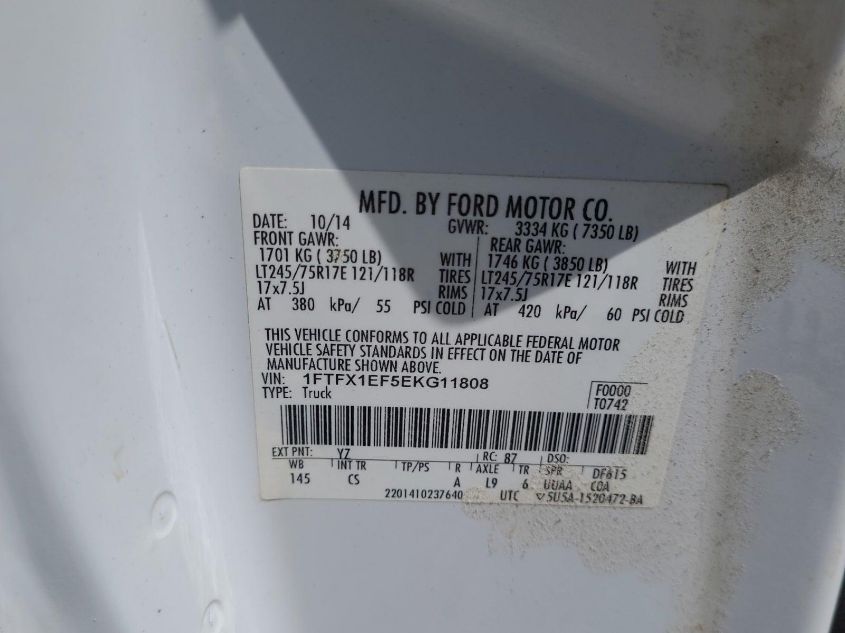 MFD. BY FORD MOTOR CO.
DATE: 10/14 GVWR: 3334 KG ( 7350 LB)
FRONT GAWR: REAR GAWR:
1701 KG ( 3750 LB) WITH 1746 KG ( 3850 LB) WITH
LT245/75R17E 121/118R TIRES LT245/75R17E 121/118R TIRES
17x7.5J RIMS 17x7.5J RIMS
AT 380 kPa/ 55 PSI COLD AT 420 kPa/ 60 PSI COLD
THIS VEHICLE CONFORMS TO ALL APPLICABLE FEDERAL MOTOR
VEHICLE SAFETY STANDARDS IN EFFECT ON THE DATE OF
MANUFACTURE SHOWN ABOVE.
VIN: 1FTFX1EF5EKG11808
TYPE: Truck
F0000
T0742
EXT PNT: YZ RC: 87 DSO:
WB INT TR TP/PS R AXLE TR SPR DF615
145 CS A L9 6 UUAA COA
2201410237640 UTC 5U5A-1520472-BA